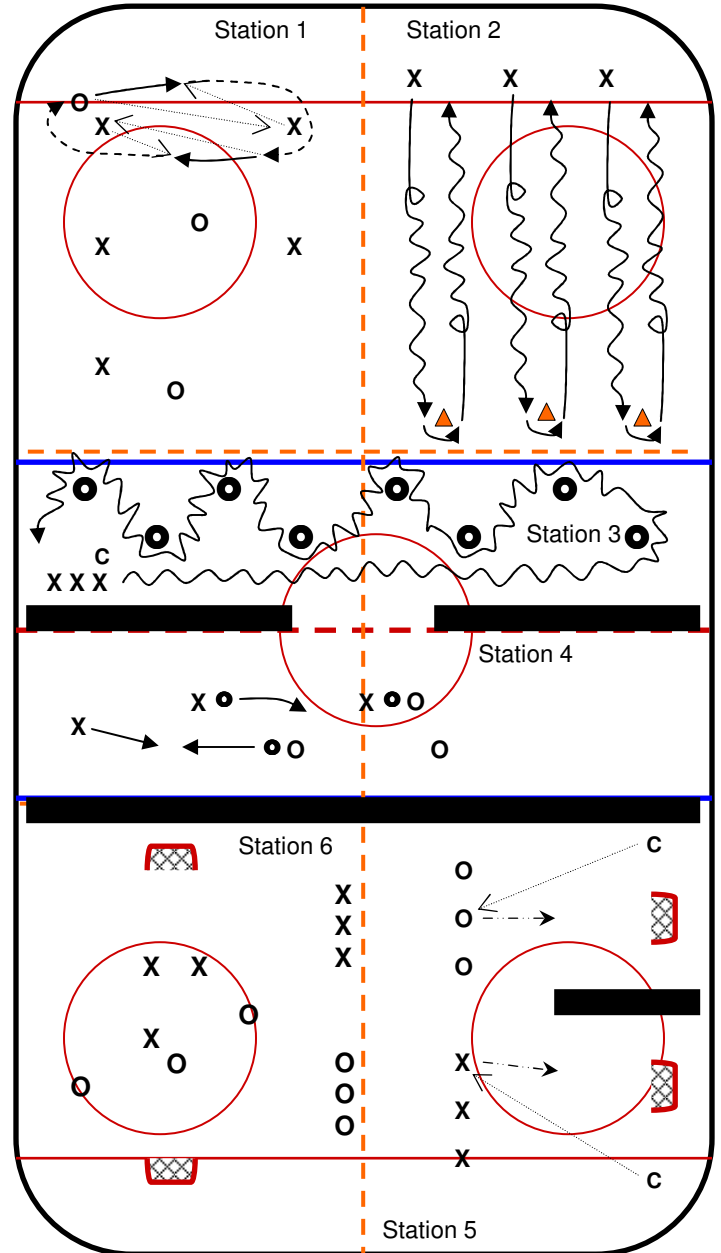 Station 1
Station 2
X X X
O
X X
O
X X
X
O
Station 3
C
X X X
Station 4
X X O
X
O O
Station 6
C
O
X
O
X
X
X X O
O
X
O O X
O
O
X
O
X
C
Station 5